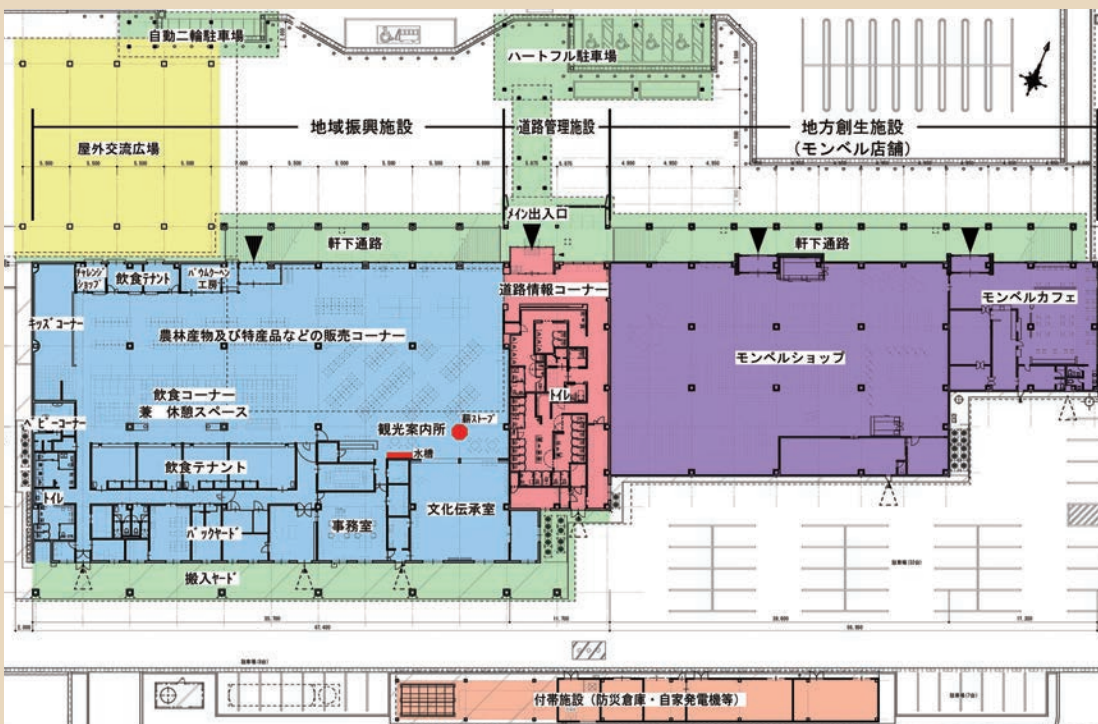 自動二輪駐車場
ハートフル駐車場
地域振興施設
道路管理施設
地方創生施設
(モンベル店舗)
屋外交流広場
メイン出入口
軒下通路
軒下通路
チャレンジ
ショップ
飲食テナント
バウムクーヘン
工房
道路情報コーナー
モンベルカフェ
キッズコーナー
農林産物及び特産品などの販売コーナー
モンベルショップ
飲食コーナー
兼 休憩スペース
トイレ
ベビーコーナー
薪ストーブ
観光案内所
水槽
飲食テナント
トイレ
文化伝承室
事務室
バックヤード
搬入ヤード
付帯施設(防災倉庫・自家発電機等)